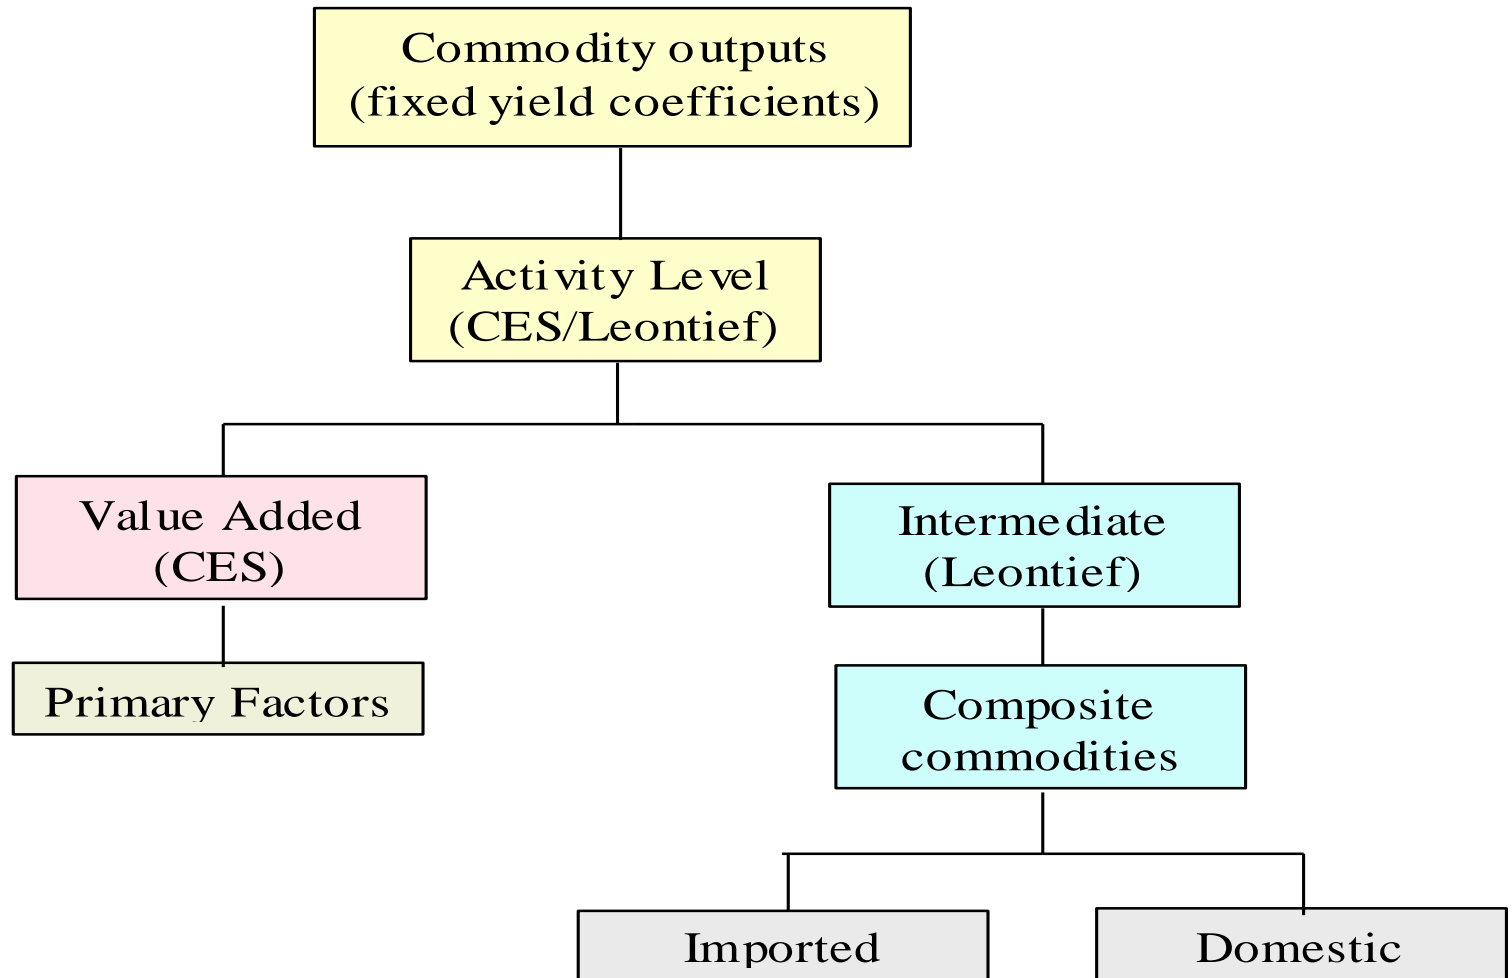 Commodity outputs
(fixed yield coefficients)
Activity Level
(CES/Leontief)
Value Added
(CES)
Intermediate
(Leontief)
Primary Factors
Composite
commodities
Imported
Domestic